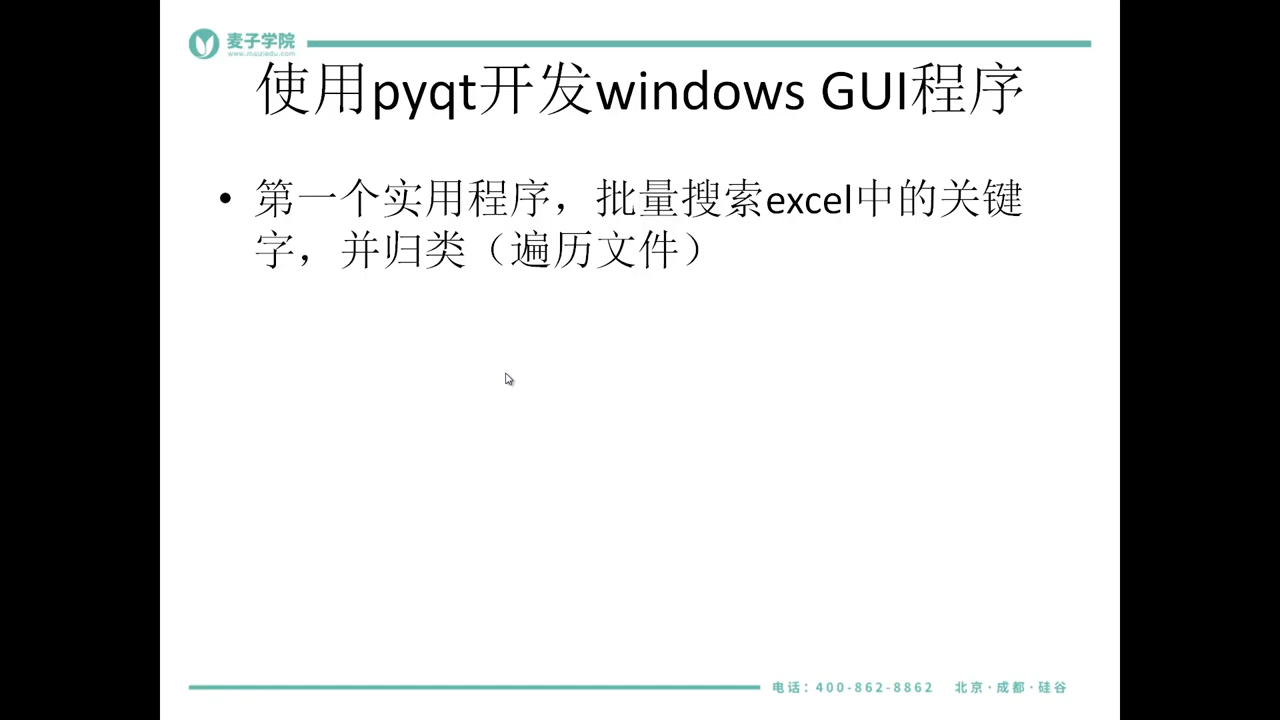 麦子学院
www.maiziedu.com
使用pyqt开发windows GUI程序
• 第一个实用程序，批量搜索excel中的关键
字，并归类（遍历文件）
电话：400-862-8862 北京·成都·硅谷